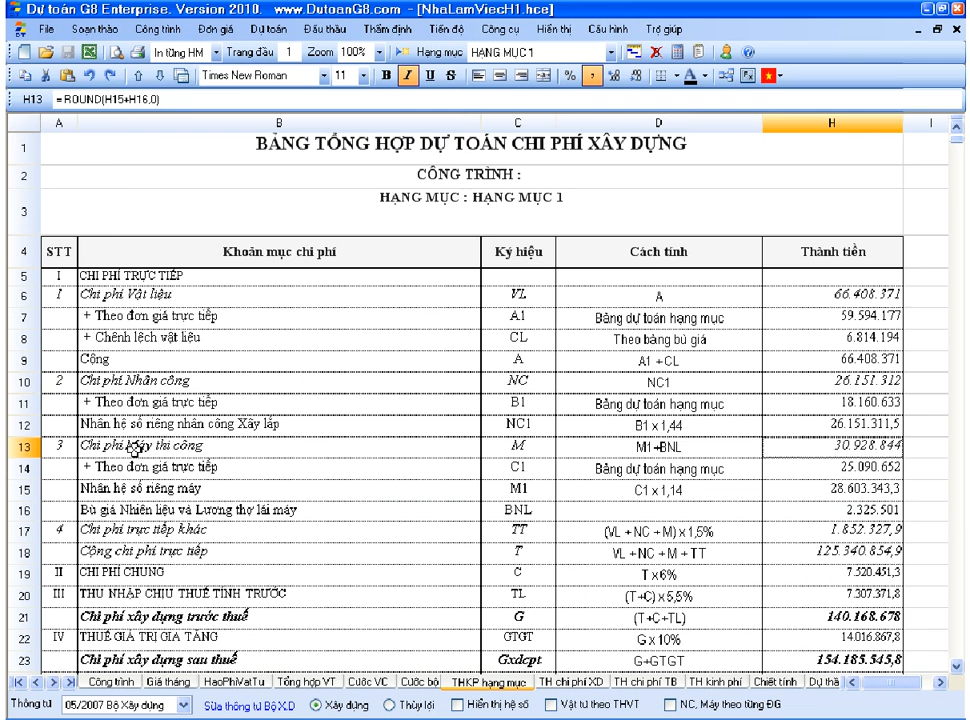 Dự toán G8 Enterprise. Version 2010. www.DutoanG8.com - [NhaLamViecH1.hce]
File Soạn thảo Công trình Đơn giá Dự toán Đấu thầu Thẩm định Tiến độ Công cụ Hiển thị Cấu hình Trợ giúp
In từng HM Trang đầu 1 Zoom 100% Hạng mục HẠNG MỤC 1
Times New Roman 11 B I U S %
H13 =ROUND(H15+H16,0)
A B C D H I
1 BẢNG TỔNG HỢP DỰ TOÁN CHI PHÍ XÂY DỰNG
2 CÔNG TRÌNH :
3 HẠNG MỤC : HẠNG MỤC 1
4 STT Khoản mục chi phí Ký hiệu Cách tính Thành tiền
5 I CHI PHÍ TRỰC TIẾP
6 1 Chi phí Vật liệu VL A 66.408.371
7 + Theo đơn giá trực tiếp A1 Bảng dự toán hạng mục 59.594.177
8 + Chênh lệch vật liệu CL Theo bảng bù giá 6.814.194
9 Cộng A A1 +CL 66.408.371
10 2 Chi phí Nhân công NC NC1 26.151.312
11 + Theo đơn giá trực tiếp B1 Bảng dự toán hạng mục 18.160.633
12 Nhân hệ số riêng nhân công Xây lắp NC1 B1 x 1,44 26.151.311,5
13 3 Chi phí Máy thi công M M1+BNL 30.928.844
14 + Theo đơn giá trực tiếp C1 Bảng dự toán hạng mục 25.090.652
15 Nhân hệ số riêng máy M1 C1 x 1,14 28.603.343,3
16 Bù giá Nhiên liệu và Lương thợ lái máy BNL 2.325.501
17 4 Chi phí trực tiếp khác TT (VL + NC + M) x 1,5% 1.852.327,9
18 Cộng chi phí trực tiếp T VL + NC + M + TT 125.340.854,9
19 II CHI PHÍ CHUNG C T x 6% 7.520.451,3
20 III THU NHẬP CHỊU THUẾ TÍNH TRƯỚC TL (T+C) x 5,5% 7.307.371,8
21 Chi phí xây dựng trước thuế G (T+C+TL) 140.168.678
22 IV THUẾ GIÁ TRỊ GIA TĂNG GTGT G x 10% 14.016.867,8
23 Chi phí xây dựng sau thuế Gxdcpt G+GTGT 154.185.545,8
Công trình Giá tháng HaoPhiVatTu Tổng hợp VT Cước VC Cước bộ THKP hạng mục TH chi phí XD TH chi phí TB TH kinh phí Chiết tính Dự thầ
Thông tư 05/2007 Bộ Xây dựng Sửa thông tư Bộ X.D Xây dựng Thủy lợi Hiển thị hệ số Vật tư theo THVT NC, Máy theo từng ĐG